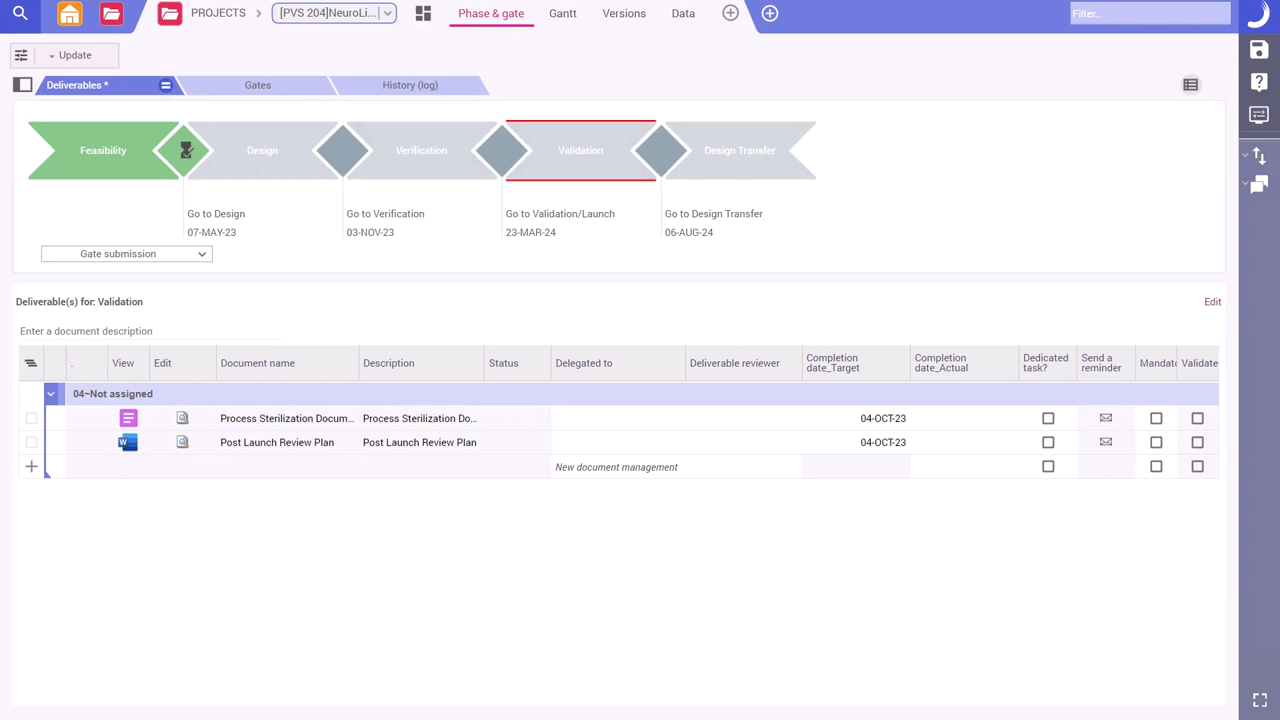 PROJECTS
[PVS 204]NeuroLi...
Phase & gate
Gantt
Versions
Data
Filter...
Update
Deliverables *
Gates
History (log)
Feasibility
Design
Verification
Validation
Design Transfer
Go to Design
Go to Verification
Go to Validation/Launch
Go to Design Transfer
07-MAY-23
03-NOV-23
23-MAR-24
06-AUG-24
Gate submission
Deliverable(s) for: Validation
Edit
Enter a document description
.
View
Edit
Document name
Description
Status
Delegated to
Deliverable reviewer
Completion
date_Target
Completion
date_Actual
Dedicated
task?
Send a
reminder
Mandat
Validate
04~Not assigned
Process Sterilization Docum...
Process Sterilization Do...
04-OCT-23
Post Launch Review Plan
Post Launch Review Plan
04-OCT-23
New document management